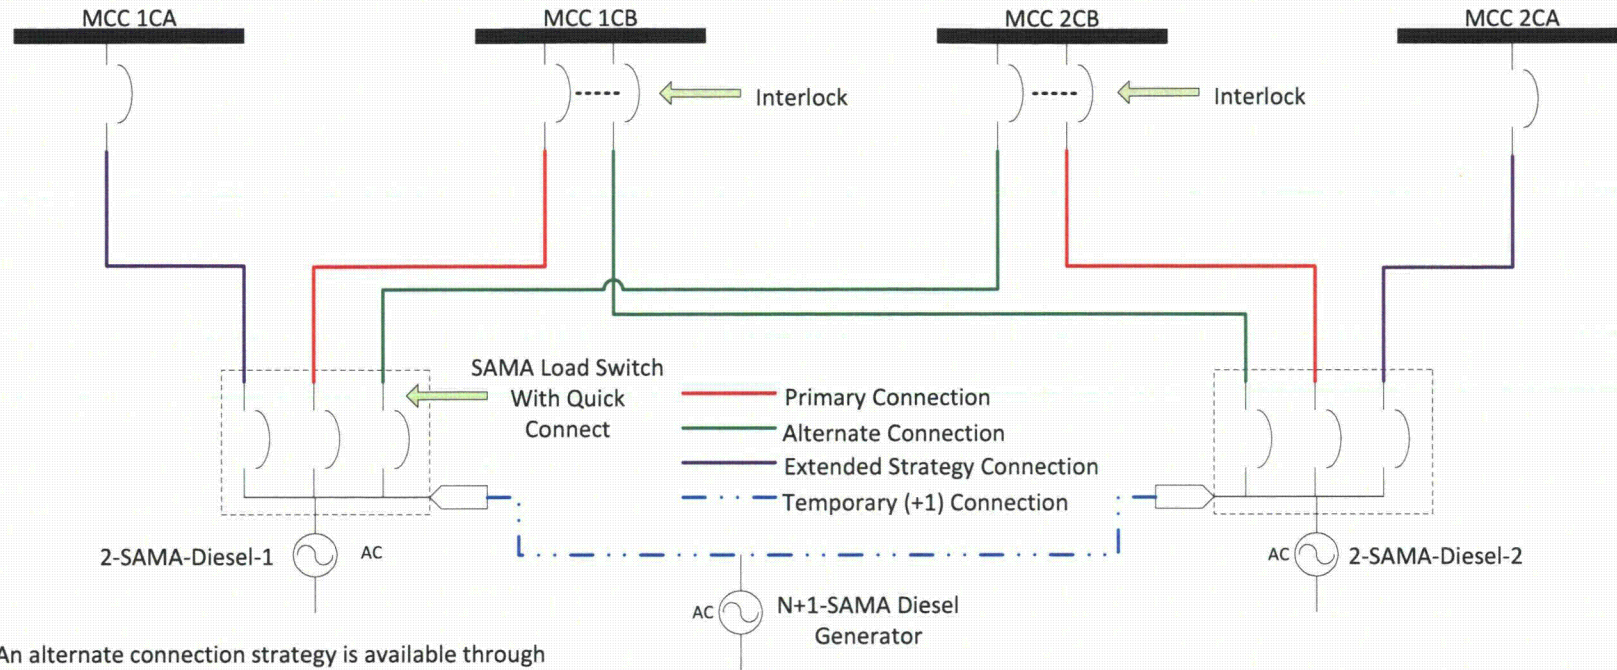 MCC 1CA
MCC 1CB
MCC 2CB
MCC 2CA
Interlock
Interlock
SAMA Load Switch
With Quick
Connect
Primary Connection
Alternate Connection
Extended Strategy Connection
Temporary (+1) Connection
2-SAMA-Diesel-1
AC
AC
2-SAMA-Diesel-2
AC
N+1-SAMA Diesel
Generator
An alternate connection strategy is available through